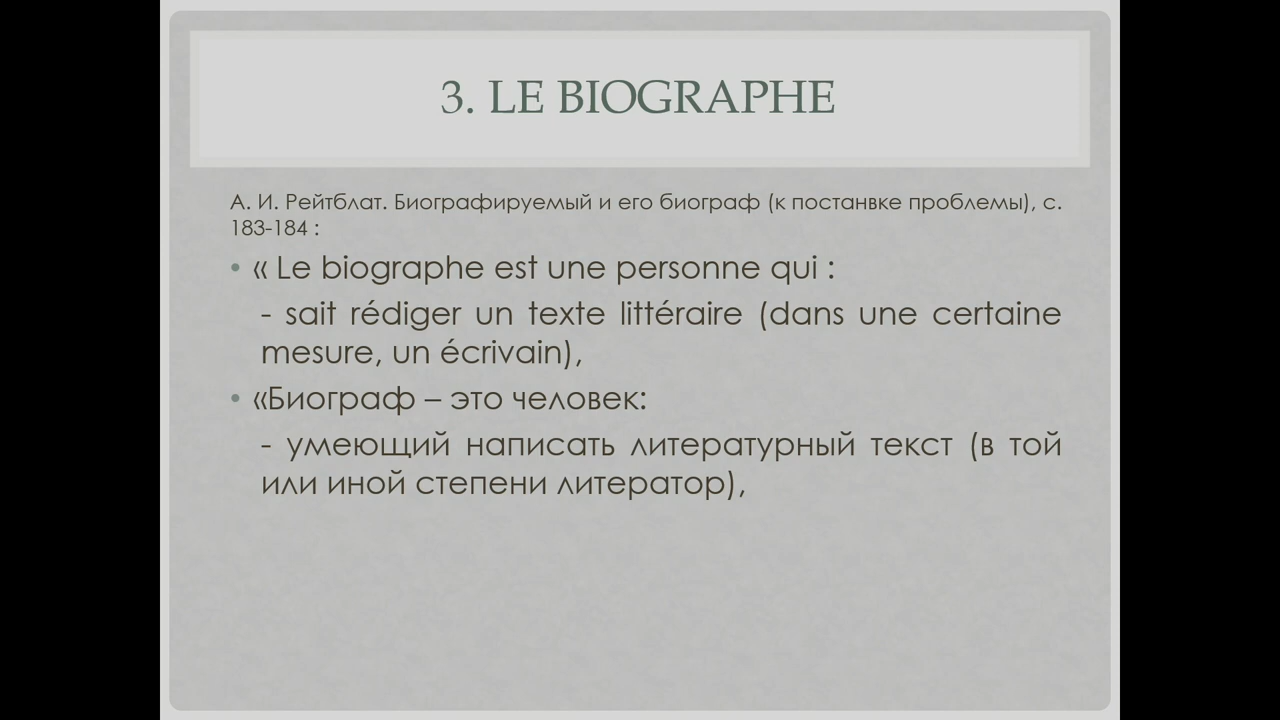 3. LE BIOGRAPHE
А. И. Рейтблат. Биографируемый и его биограф (к постанвке проблемы), с.
183-184 :
• « Le biographe est une personne qui :
- sait rédiger un texte littéraire (dans une certaine
mesure, un écrivain),
• «Биограф – это человек:
- умеющий написать литературный текст (в той
или иной степени литератор),